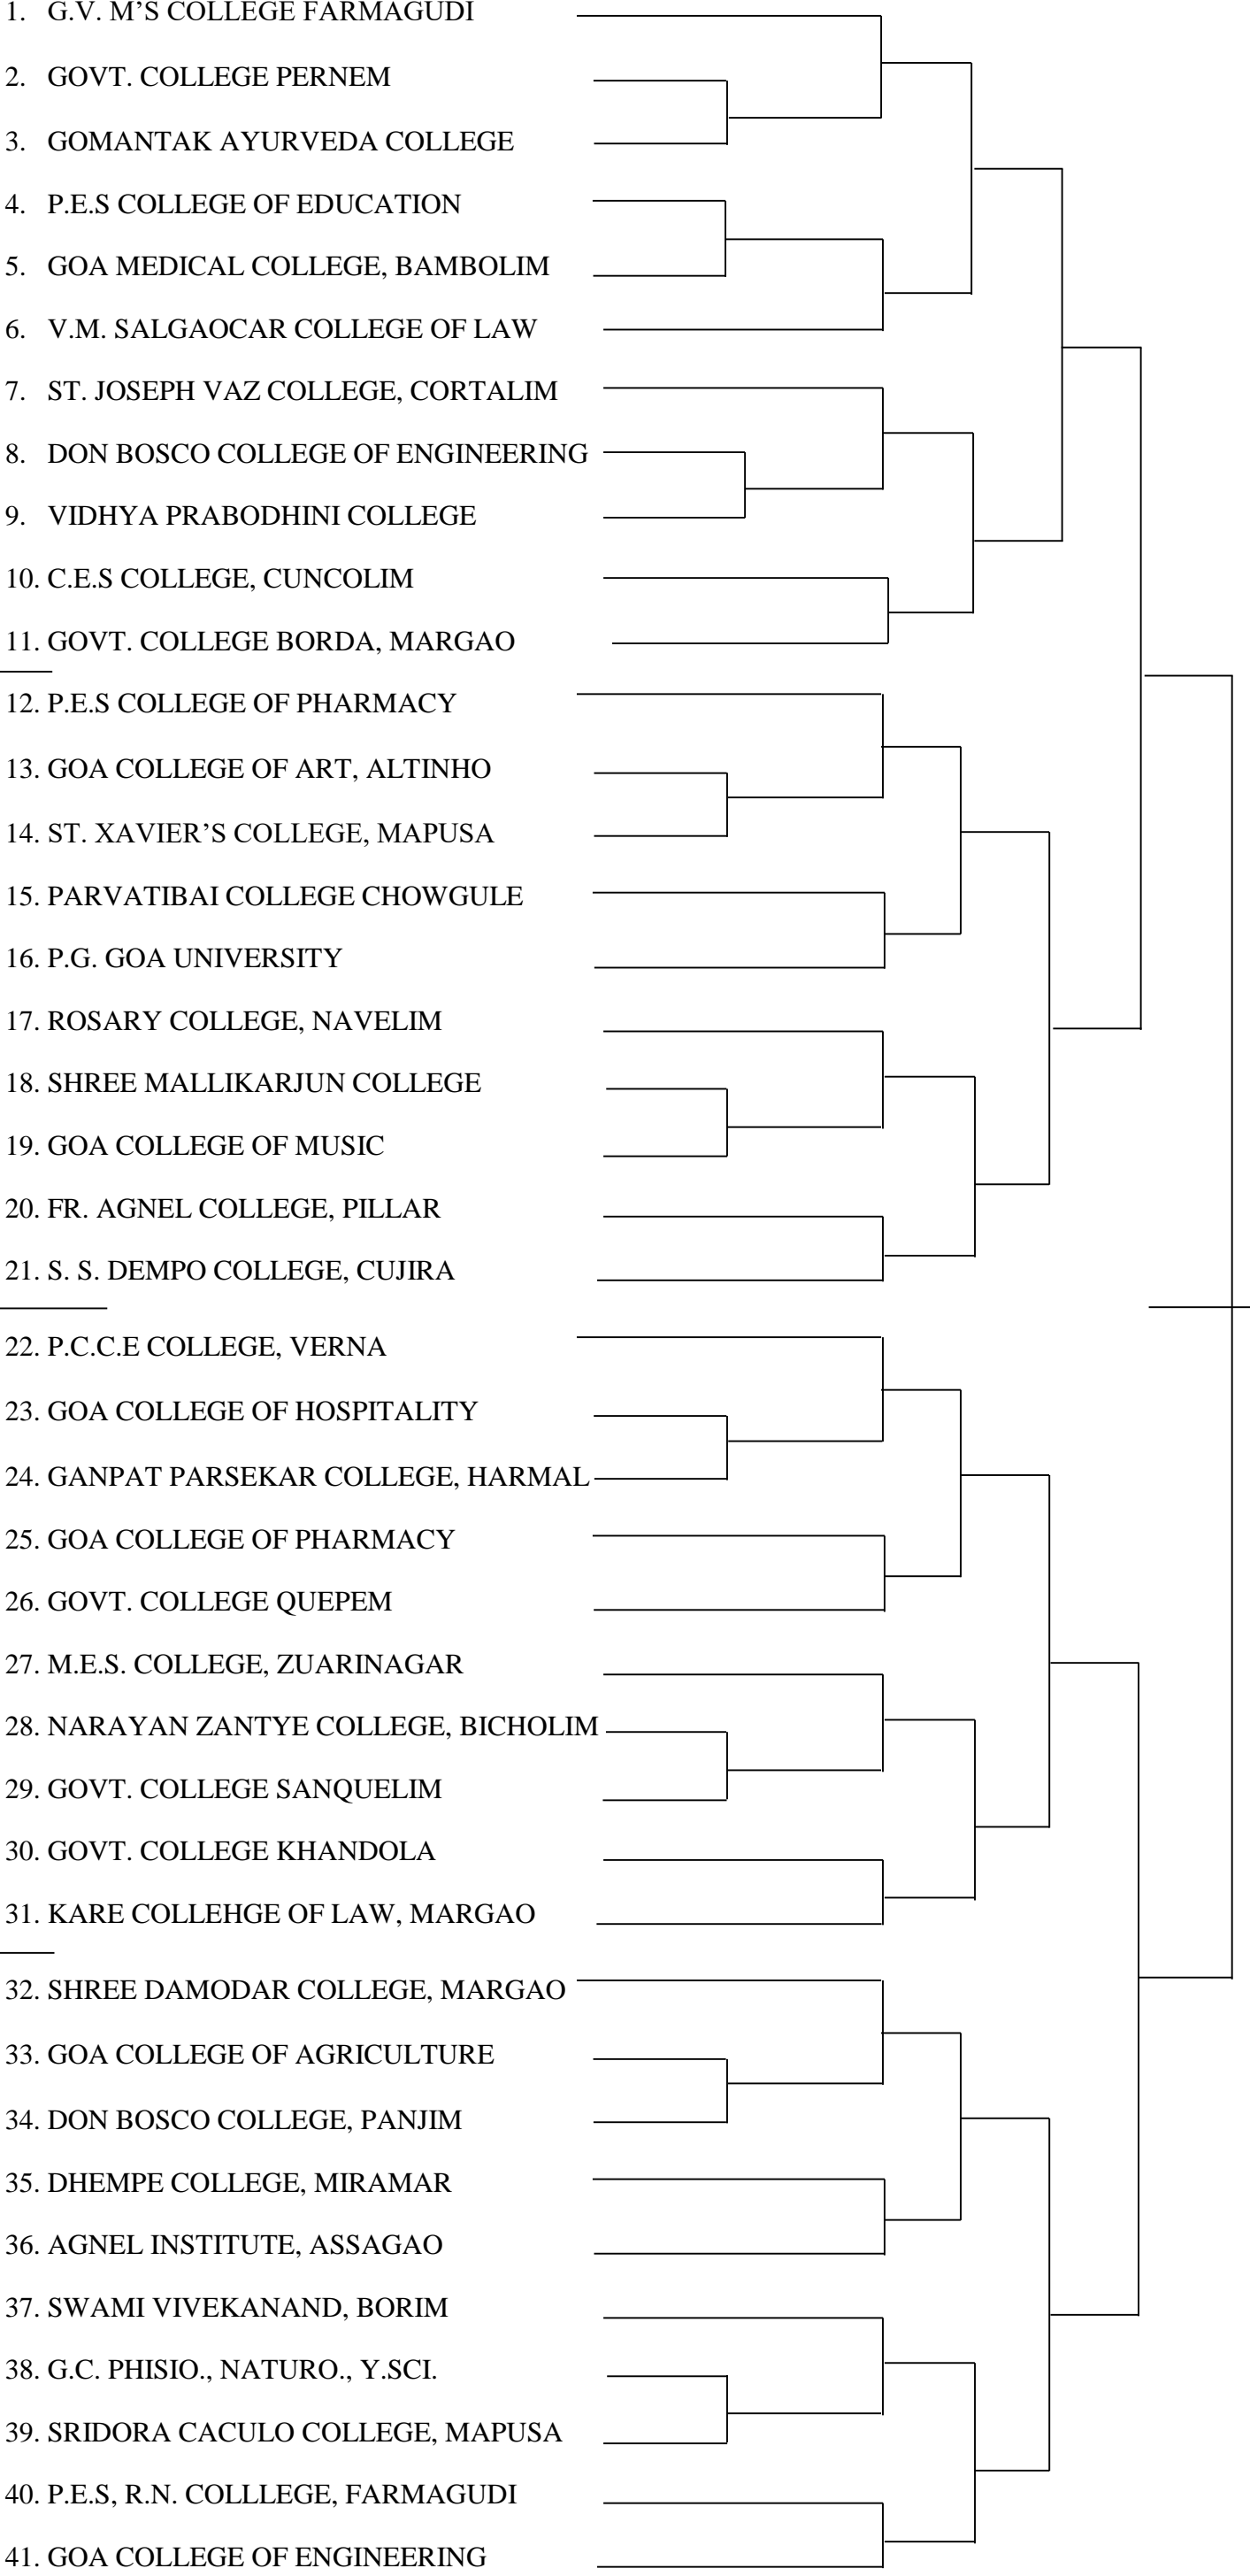 1. G.V. M’S COLLEGE FARMAGUDI
2. GOVT. COLLEGE PERNEM
3. GOMANTAK AYURVEDA COLLEGE
4. P.E.S COLLEGE OF EDUCATION
5. GOA MEDICAL COLLEGE, BAMBOLIM
6. V.M. SALGAOCAR COLLEGE OF LAW
7. ST. JOSEPH VAZ COLLEGE, CORTALIM
8. DON BOSCO COLLEGE OF ENGINEERING
9. VIDHYA PRABODHINI COLLEGE
10. C.E.S COLLEGE, CUNCOLIM
11. GOVT. COLLEGE BORDA, MARGAO
12. P.E.S COLLEGE OF PHARMACY
13. GOA COLLEGE OF ART, ALTINHO
14. ST. XAVIER’S COLLEGE, MAPUSA
15. PARVATIBAI COLLEGE CHOWGULE
16. P.G. GOA UNIVERSITY
17. ROSARY COLLEGE, NAVELIM
18. SHREE MALLIKARJUN COLLEGE
19. GOA COLLEGE OF MUSIC
20. FR. AGNEL COLLEGE, PILLAR
21. S. S. DEMPO COLLEGE, CUJIRA
22. P.C.C.E COLLEGE, VERNA
23. GOA COLLEGE OF HOSPITALITY
24. GANPAT PARSEKAR COLLEGE, HARMAL
25. GOA COLLEGE OF PHARMACY
26. GOVT. COLLEGE QUEPEM
27. M.E.S. COLLEGE, ZUARINAGAR
28. NARAYAN ZANTYE COLLEGE, BICHOLIM
29. GOVT. COLLEGE SANQUELIM
30. GOVT. COLLEGE KHANDOLA
31. KARE COLLEHGE OF LAW, MARGAO
32. SHREE DAMODAR COLLEGE, MARGAO
33. GOA COLLEGE OF AGRICULTURE
34. DON BOSCO COLLEGE, PANJIM
35. DHEMPE COLLEGE, MIRAMAR
36. AGNEL INSTITUTE, ASSAGAO
37. SWAMI VIVEKANAND, BORIM
38. G.C. PHISIO., NATURO., Y.SCI.
39. SRIDORA CACULO COLLEGE, MAPUSA
40. P.E.S, R.N. COLLLEGE, FARMAGUDI
41. GOA COLLEGE OF ENGINEERING